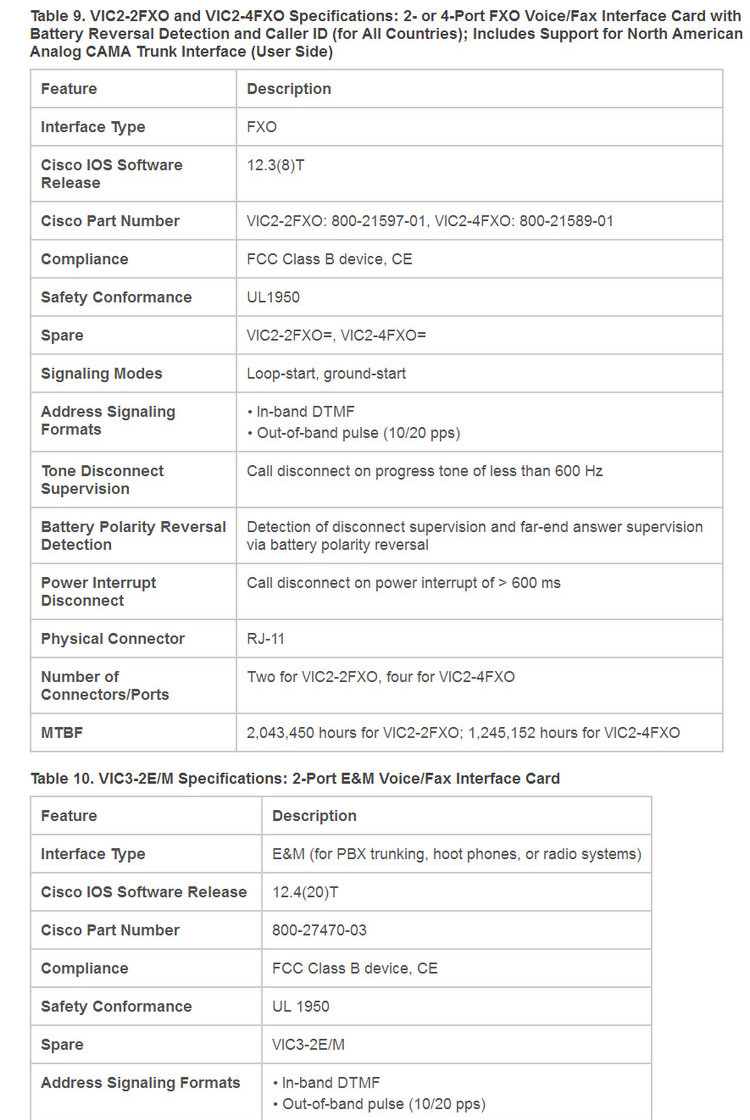 Table 9. VIC2-2FXO and VIC2-4FXO Specifications: 2- or 4-Port FXO Voice/Fax Interface Card with
Battery Reversal Detection and Caller ID (for All Countries); Includes Support for North American
Analog CAMA Trunk Interface (User Side)
Feature Description
Interface Type FXO
Cisco IOS Software 12.3(8)T
Release
Cisco Part Number VIC2-2FXO: 800-21597-01, VIC2-4FXO: 800-21589-01
Compliance FCC Class B device, CE
Safety Conformance UL1950
Spare VIC2-2FXO=, VIC2-4FXO=
Signaling Modes Loop-start, ground-start
Address Signaling • In-band DTMF
Formats • Out-of-band pulse (10/20 pps)
Tone Disconnect Call disconnect on progress tone of less than 600 Hz
Supervision
Battery Polarity Reversal Detection of disconnect supervision and far-end answer supervision
Detection via battery polarity reversal
Power Interrupt Call disconnect on power interrupt of > 600 ms
Disconnect
Physical Connector RJ-11
Number of Two for VIC2-2FXO, four for VIC2-4FXO
Connectors/Ports
MTBF 2,043,450 hours for VIC2-2FXO; 1,245,152 hours for VIC2-4FXO
Table 10. VIC3-2E/M Specifications: 2-Port E&M Voice/Fax Interface Card
Feature Description
Interface Type E&M (for PBX trunking, hoot phones, or radio systems)
Cisco IOS Software Release 12.4(20)T
Cisco Part Number 800-27470-03
Compliance FCC Class B device, CE
Safety Conformance UL 1950
Spare VIC3-2E/M
Address Signaling Formats • In-band DTMF
• Out-of-band pulse (10/20 pps)